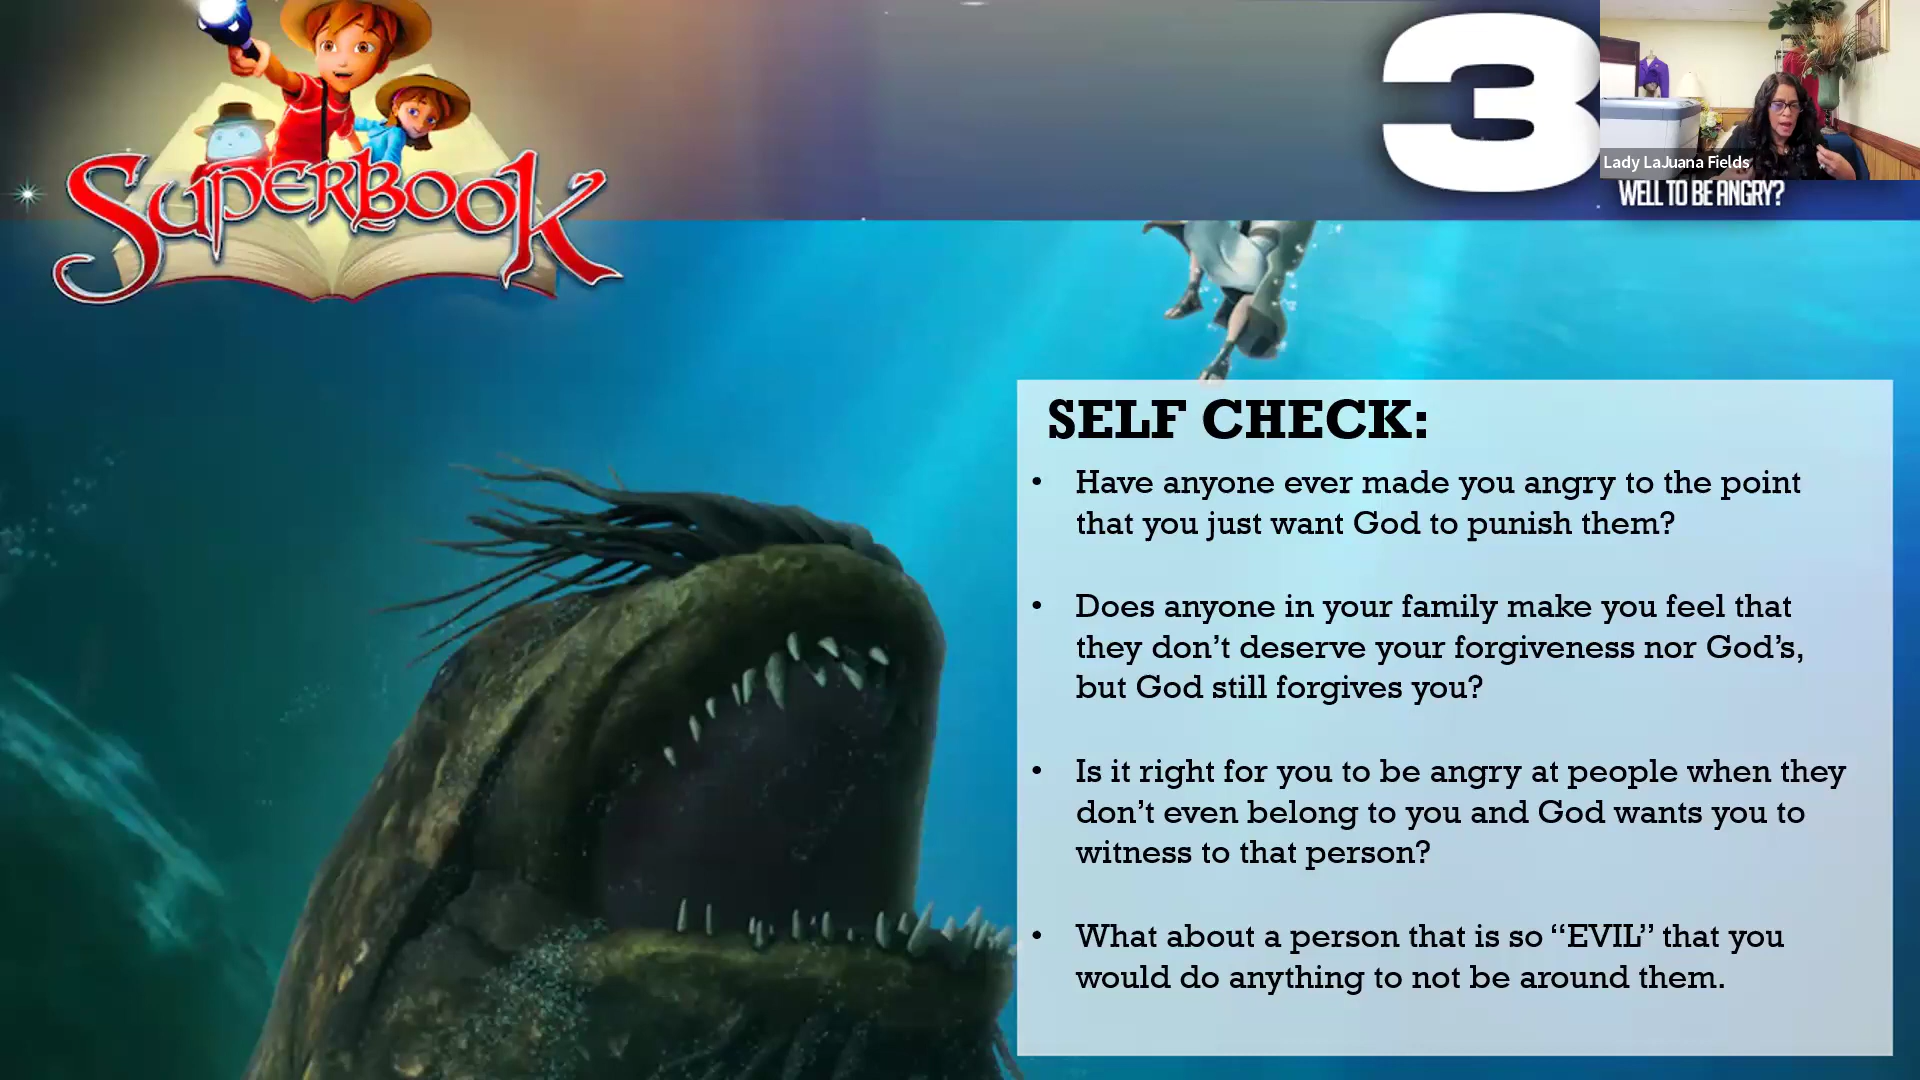 SUPERBOOK
3
Lady LaJuana Fields
WELL TO BE ANGRY?
SELF CHECK:
• Have anyone ever made you angry to the point
that you just want God to punish them?
• Does anyone in your family make you feel that
they don’t deserve your forgiveness nor God’s,
but God still forgives you?
• Is it right for you to be angry at people when they
don’t even belong to you and God wants you to
witness to that person?
• What about a person that is so “EVIL” that you
would do anything to not be around them.